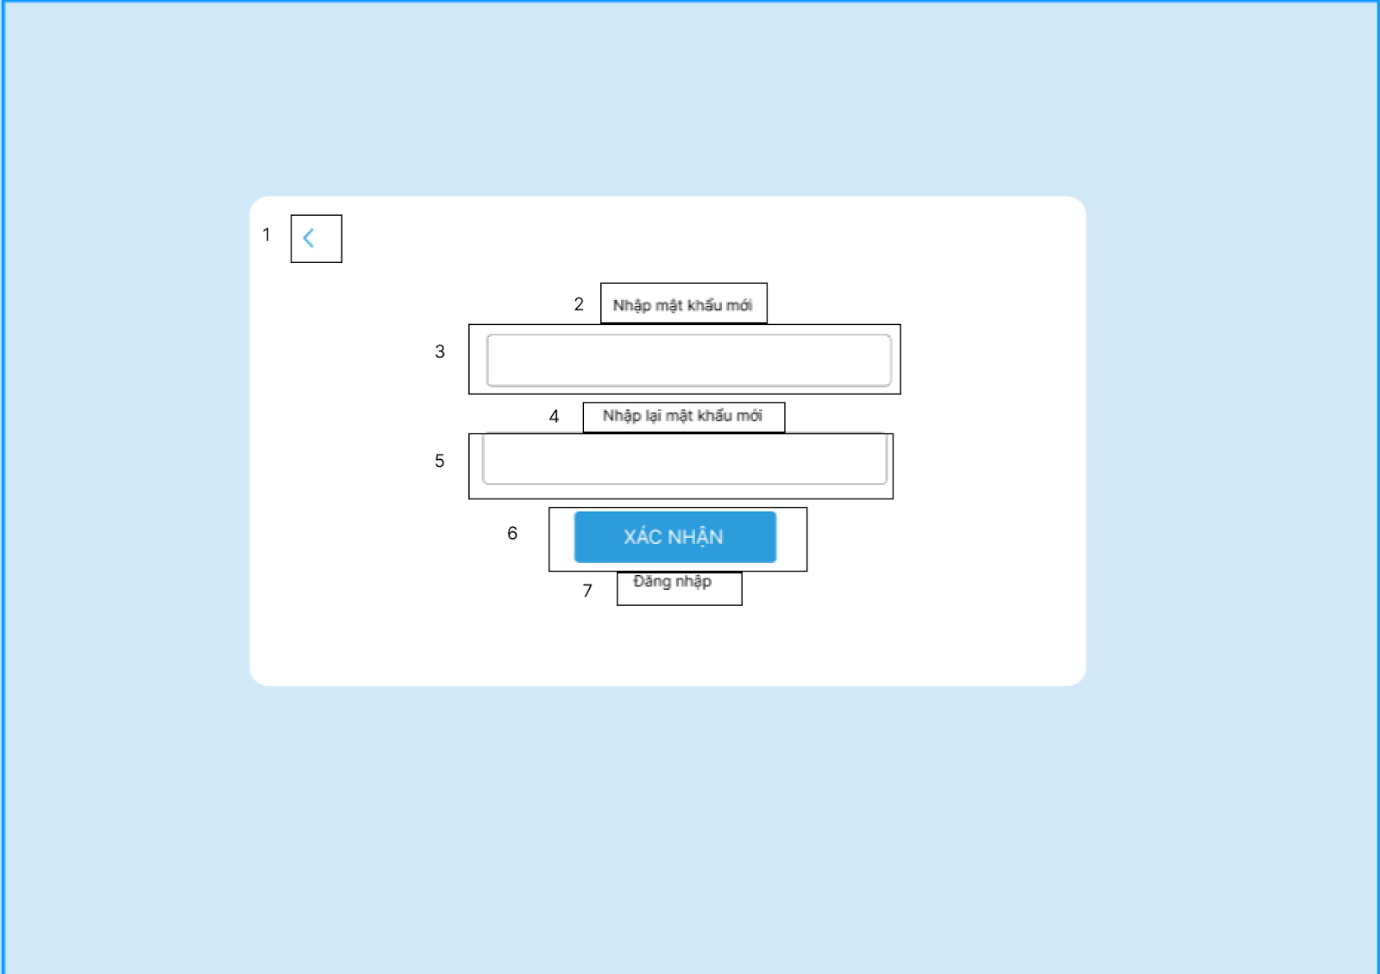 1
2 Nhập mật khẩu mới
3
4 Nhập lại mật khẩu mới
5
6 XÁC NHẬN
7 Đăng nhập